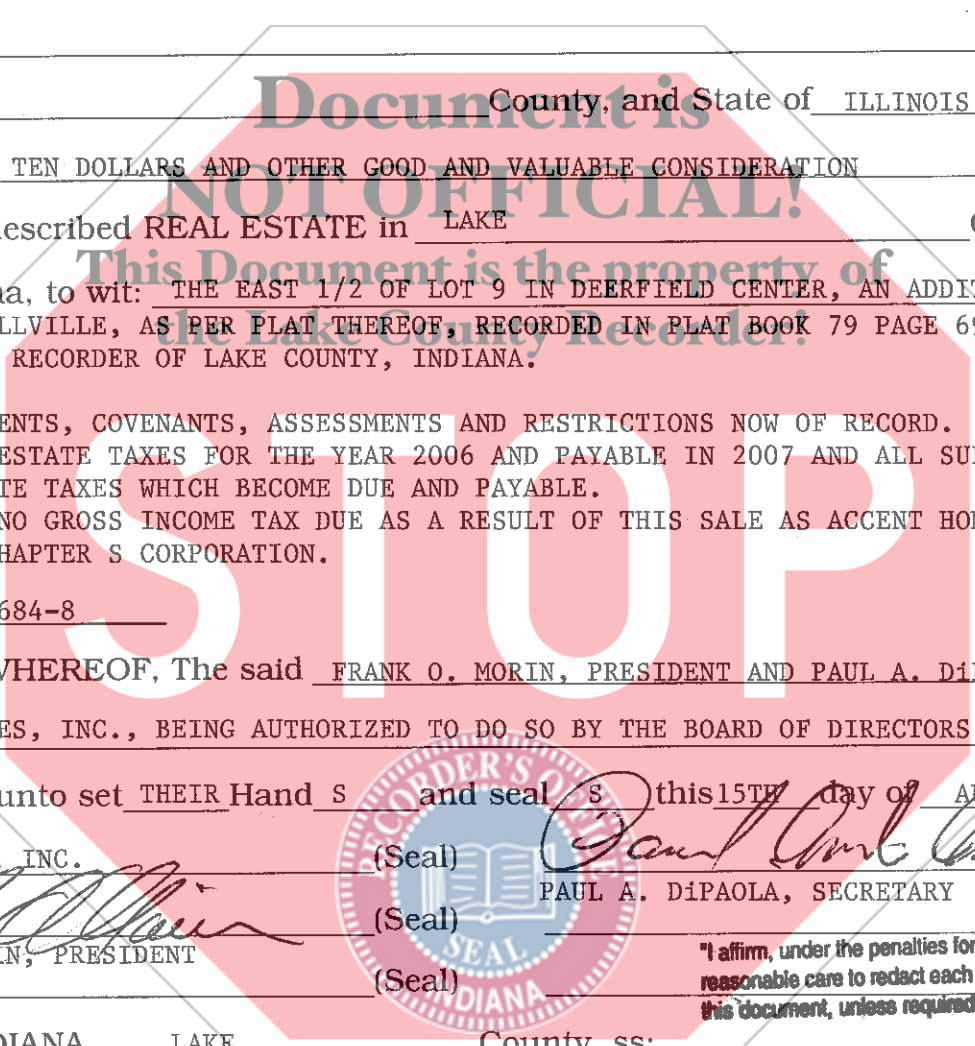 County, and State of ILLINOIS
Document is
TEN DOLLARS AND OTHER GOOD AND VALUABLE CONSIDERATION
NOT OFFICIAL!
described REAL ESTATE in LAKE
This Document is the property of
to wit: THE EAST 1/2 OF LOT 9 IN DEERFIELD CENTER, AN ADDIT
LLVILLE, AS PER PLAT THEREOF, RECORDED IN PLAT BOOK 79 PAGE 69
the Lake County Recorder!
RECORDER OF LAKE COUNTY, INDIANA.
ENTS, COVENANTS, ASSESSMENTS AND RESTRICTIONS NOW OF RECORD.
ESTATE TAXES FOR THE YEAR 2006 AND PAYABLE IN 2007 AND ALL SU
TE TAXES WHICH BECOME DUE AND PAYABLE.
NO GROSS INCOME TAX DUE AS A RESULT OF THIS SALE AS ACCENT HO
HAPTER S CORPORATION.
STOP
684-8
WHEREOF, The said FRANK O. MORIN, PRESIDENT AND PAUL A. Di
ES, INC., BEING AUTHORIZED TO DO SO BY THE BOARD OF DIRECTORS
unto set THEIR Hand S and seal S this 15TH day of A
INC. (Seal)
PAUL A. DiPAOLA, SECRETARY
(Seal)
IN, PRESIDENT
(Seal)
RECORDER'S OFFICE
SEAL
INDIANA
"I affirm, under the penalties for
reasonable care to redact each
this document, unless required
DIANA LAKE County, ss: